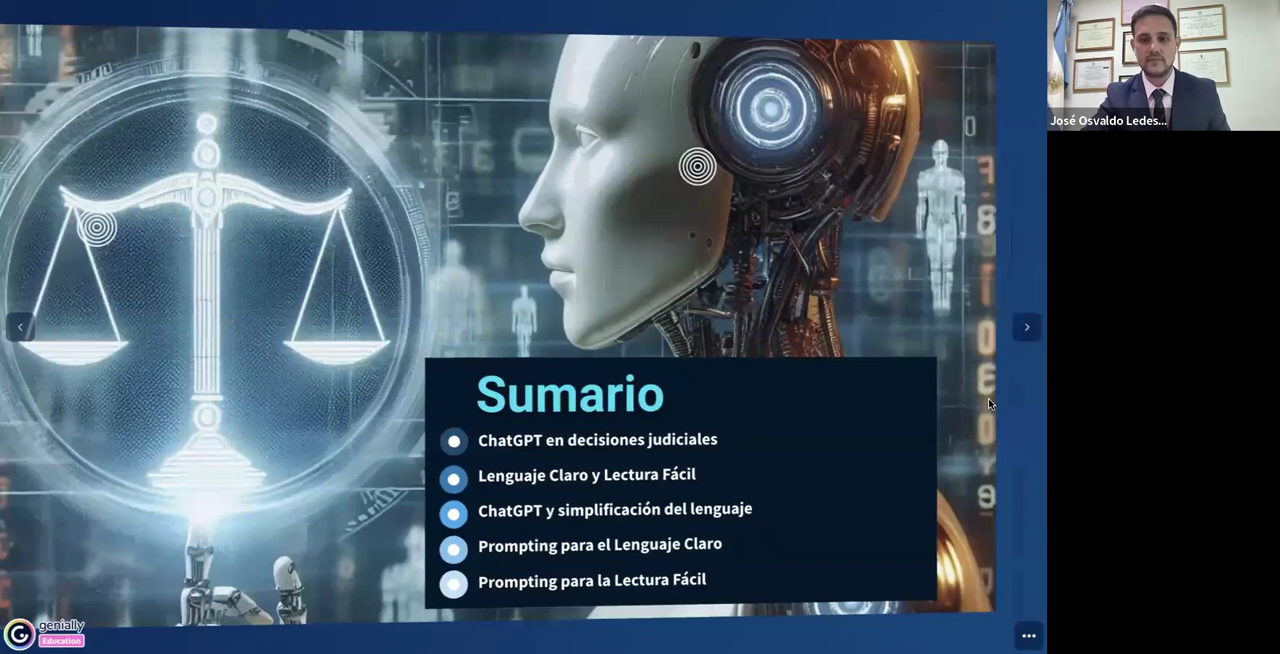 José Osvaldo Ledes...
Sumario
ChatGPT en decisiones judiciales
Lenguaje Claro y Lectura Fácil
ChatGPT y simplificación del lenguaje
Prompting para el Lenguaje Claro
Prompting para la Lectura Fácil
genially
Education